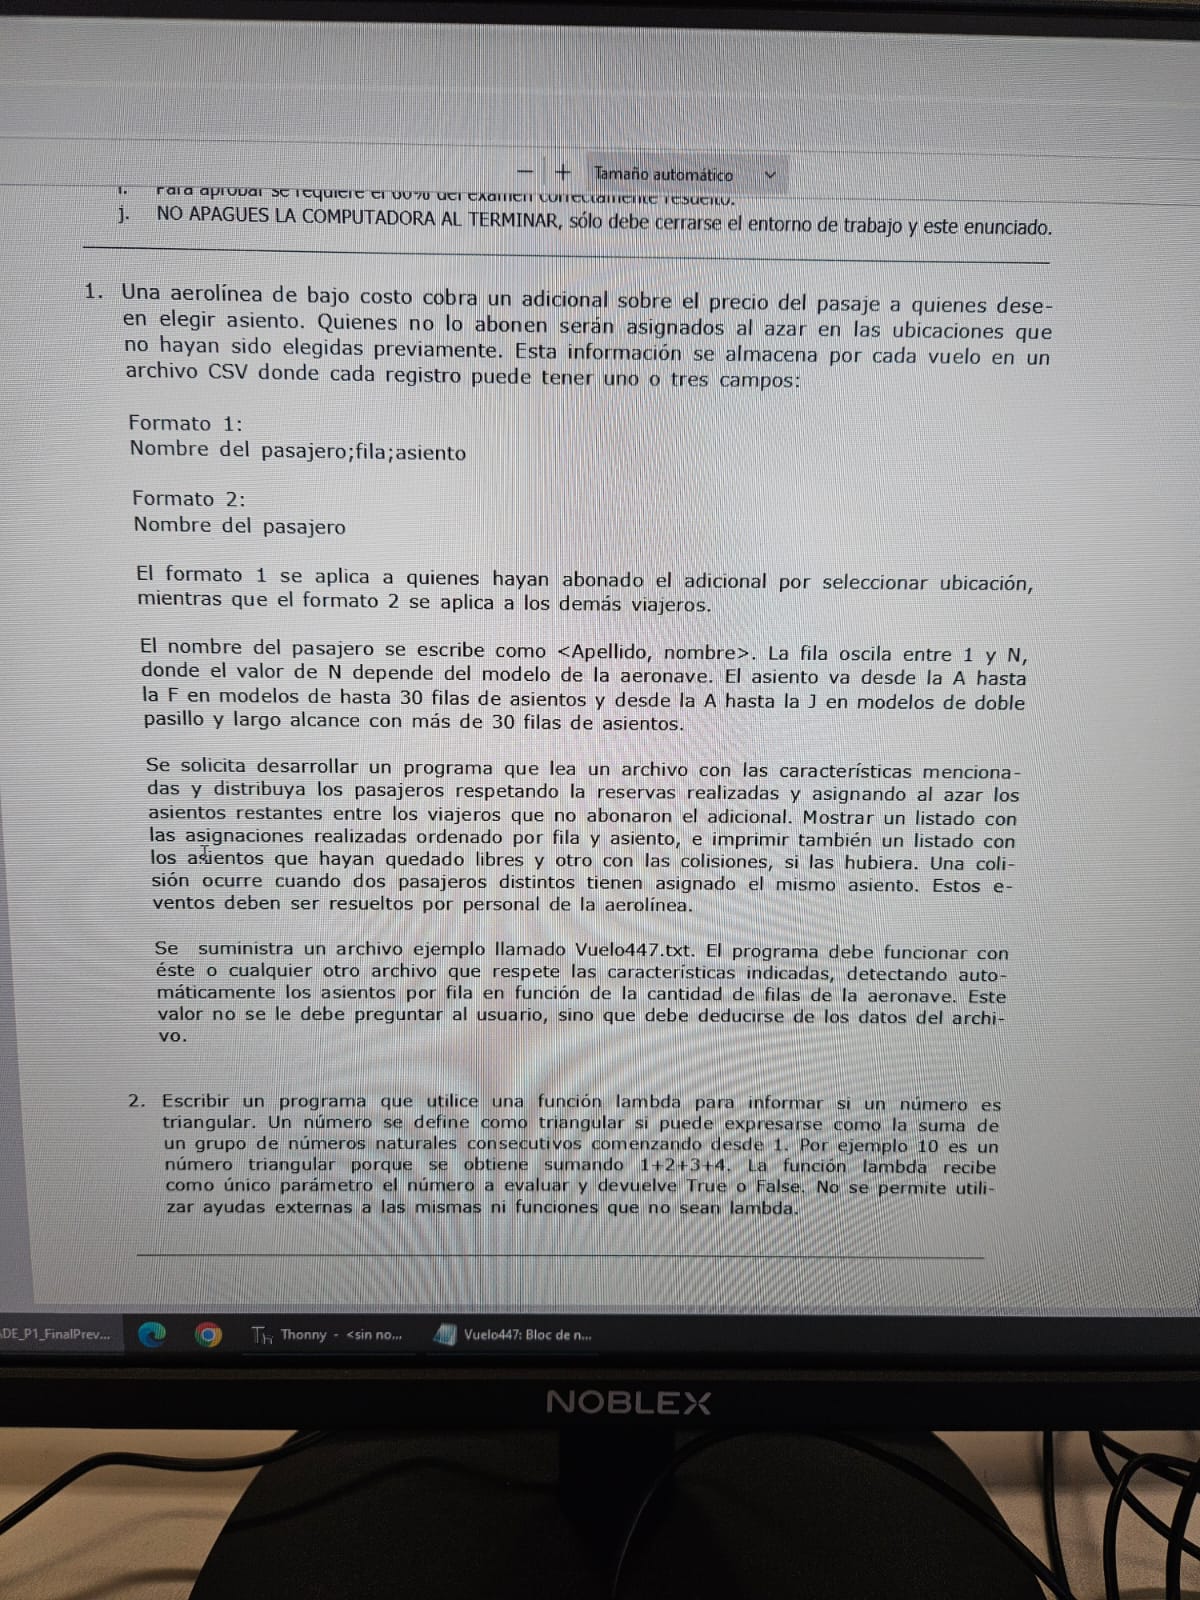 Tamaño automático
i. Para aprobar se requiere el 60% del examen correctamente resuelto.
j. NO APAGUES LA COMPUTADORA AL TERMINAR, sólo debe cerrarse el entorno de trabajo y este enunciado.
1. Una aerolínea de bajo costo cobra un adicional sobre el precio del pasaje a quienes dese-
en elegir asiento. Quienes no lo abonen serán asignados al azar en las ubicaciones que
no hayan sido elegidas previamente. Esta información se almacena por cada vuelo en un
archivo CSV donde cada registro puede tener uno o tres campos:
Formato 1:
Nombre del pasajero;fila;asiento
Formato 2:
Nombre del pasajero
El formato 1 se aplica a quienes hayan abonado el adicional por seleccionar ubicación,
mientras que el formato 2 se aplica a los demás viajeros.
El nombre del pasajero se escribe como <Apellido, nombre>. La fila oscila entre 1 y N,
donde el valor de N depende del modelo de la aeronave. El asiento va desde la A hasta
la F en modelos de hasta 30 filas de asientos y desde la A hasta la J en modelos de doble
pasillo y largo alcance con más de 30 filas de asientos.
Se solicita desarrollar un programa que lea un archivo con las características menciona-
das y distribuya los pasajeros respetando la reservas realizadas y asignando al azar los
asientos restantes entre los viajeros que no abonaron el adicional. Mostrar un listado con
las asignaciones realizadas ordenado por fila y asiento, e imprimir también un listado con
los asientos que hayan quedado libres y otro con las colisiones, si las hubiera. Una coli-
sión ocurre cuando dos pasajeros distintos tienen asignado el mismo asiento. Estos e-
ventos deben ser resueltos por personal de la aerolínea.
Se suministra un archivo ejemplo llamado Vuelo447.txt. El programa debe funcionar con
éste o cualquier otro archivo que respete las características indicadas, detectando auto-
máticamente los asientos por fila en función de la cantidad de filas de la aeronave. Este
valor no se le debe preguntar al usuario, sino que debe deducirse de los datos del archi-
vo.
2. Escribir un programa que utilice una función lambda para informar si un número es
triangular. Un número se define como triangular si puede expresarse como la suma de
un grupo de números naturales consecutivos comenzando desde 1. Por ejemplo 10 es un
número triangular porque se obtiene sumando 1+2+3+4. La función lambda recibe
como único parámetro el número a evaluar y devuelve True o False. No se permite utili-
zar ayudas externas a las mismas ni funciones que no sean lambda.
DE_P1_FinalPrev... Thonny - <sin no... Vuelo447: Bloc de n...
NOBLEX